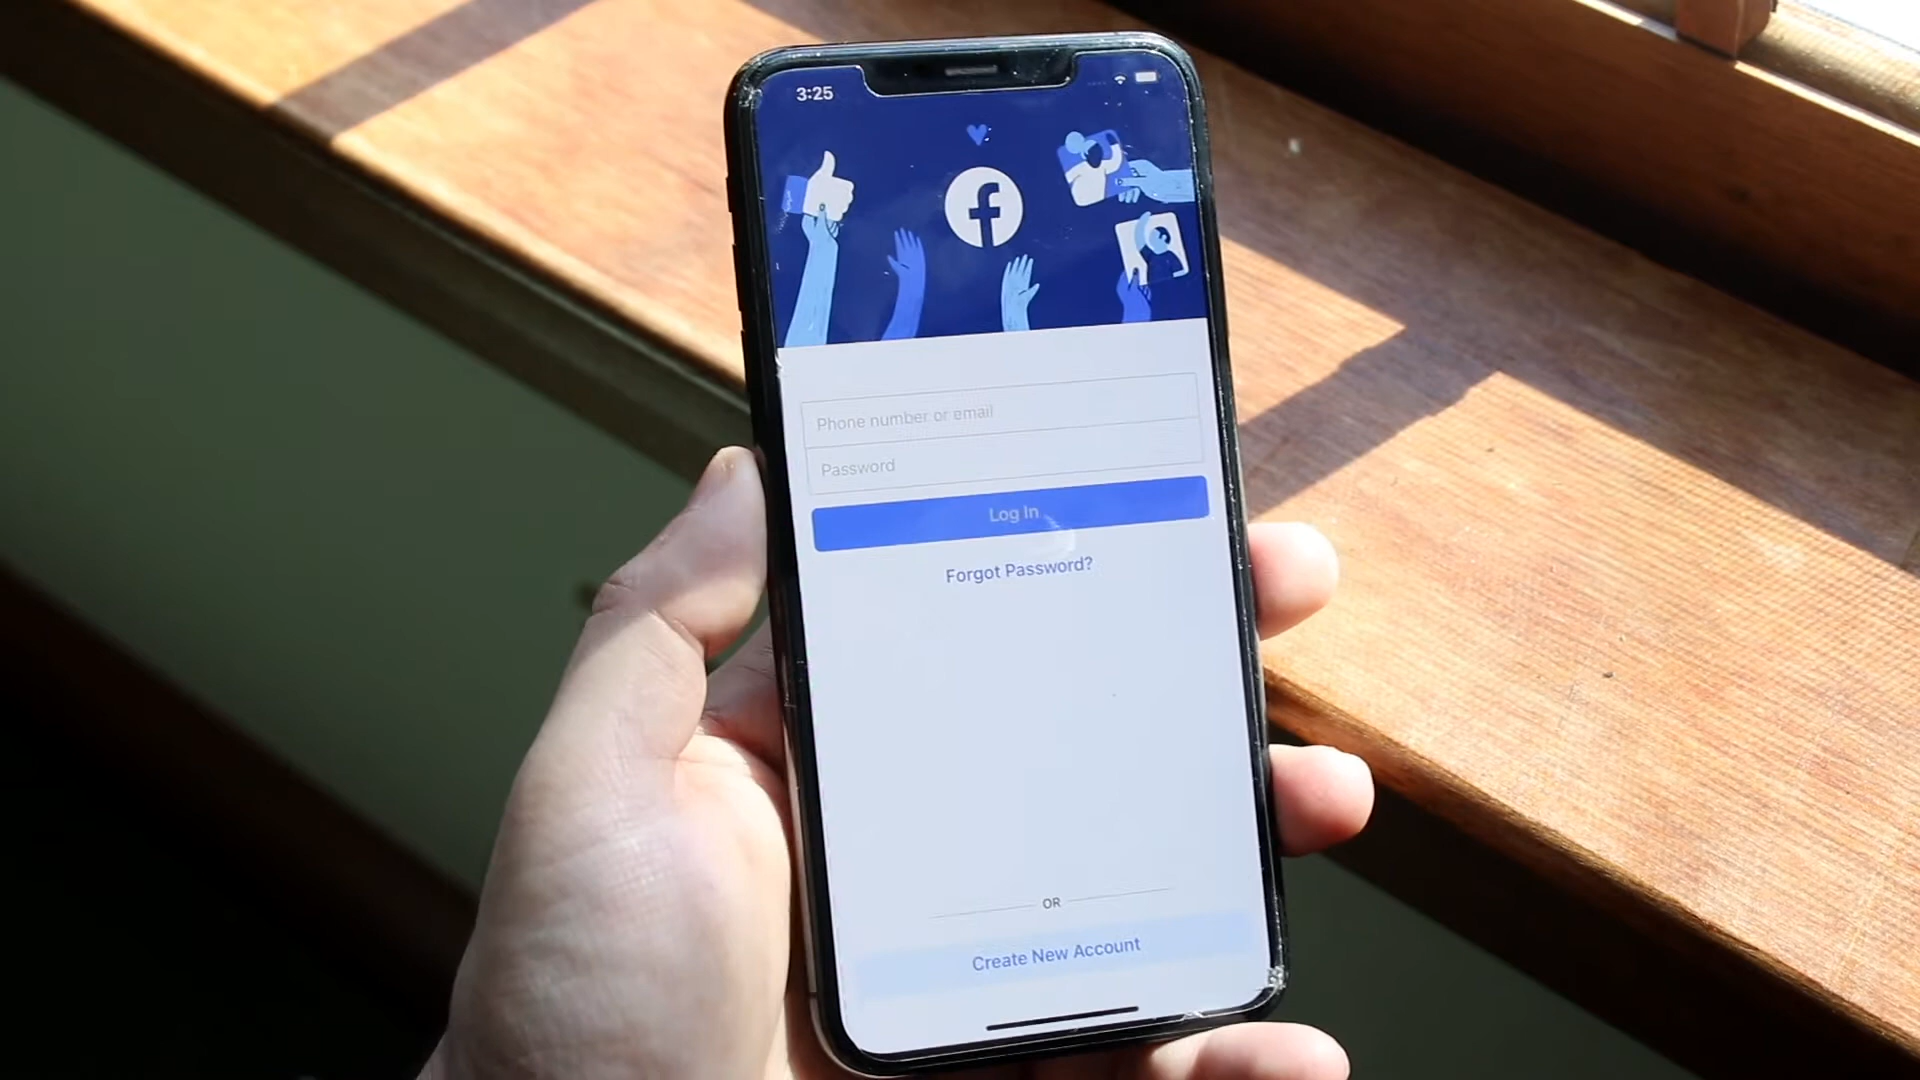 3:25
Phone number or email
Password
Log In
Forgot Password?
OR
Create New Account